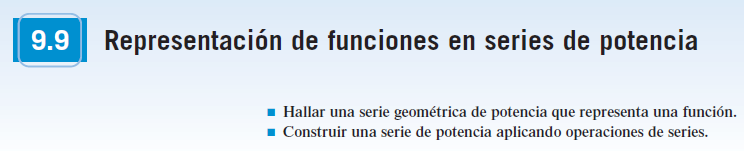 9.9 Representación de funciones en series de potencia
Hallar una serie geométrica de potencia que representa una función.
Construir una serie de potencia aplicando operaciones de series.